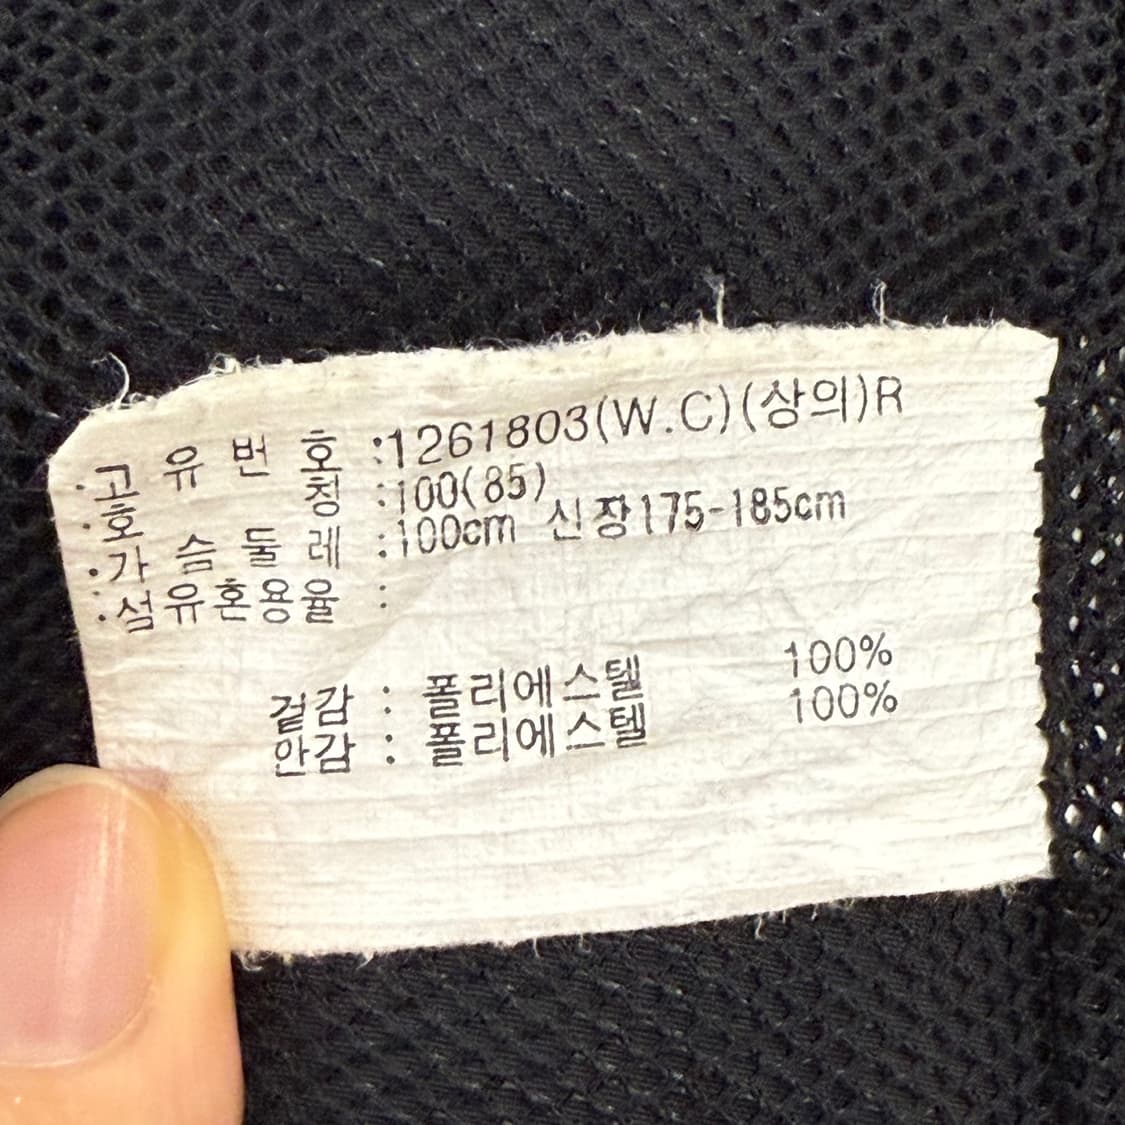 ·고 유 번 호 :1261803(W.C)(상의)R
·호 칭 :100(85)
·가 슴 둘 레 :100cm 신장175-185cm
·섬유혼용율 :
겉감 : 폴리에스텔 100%
안감 : 폴리에스텔 100%